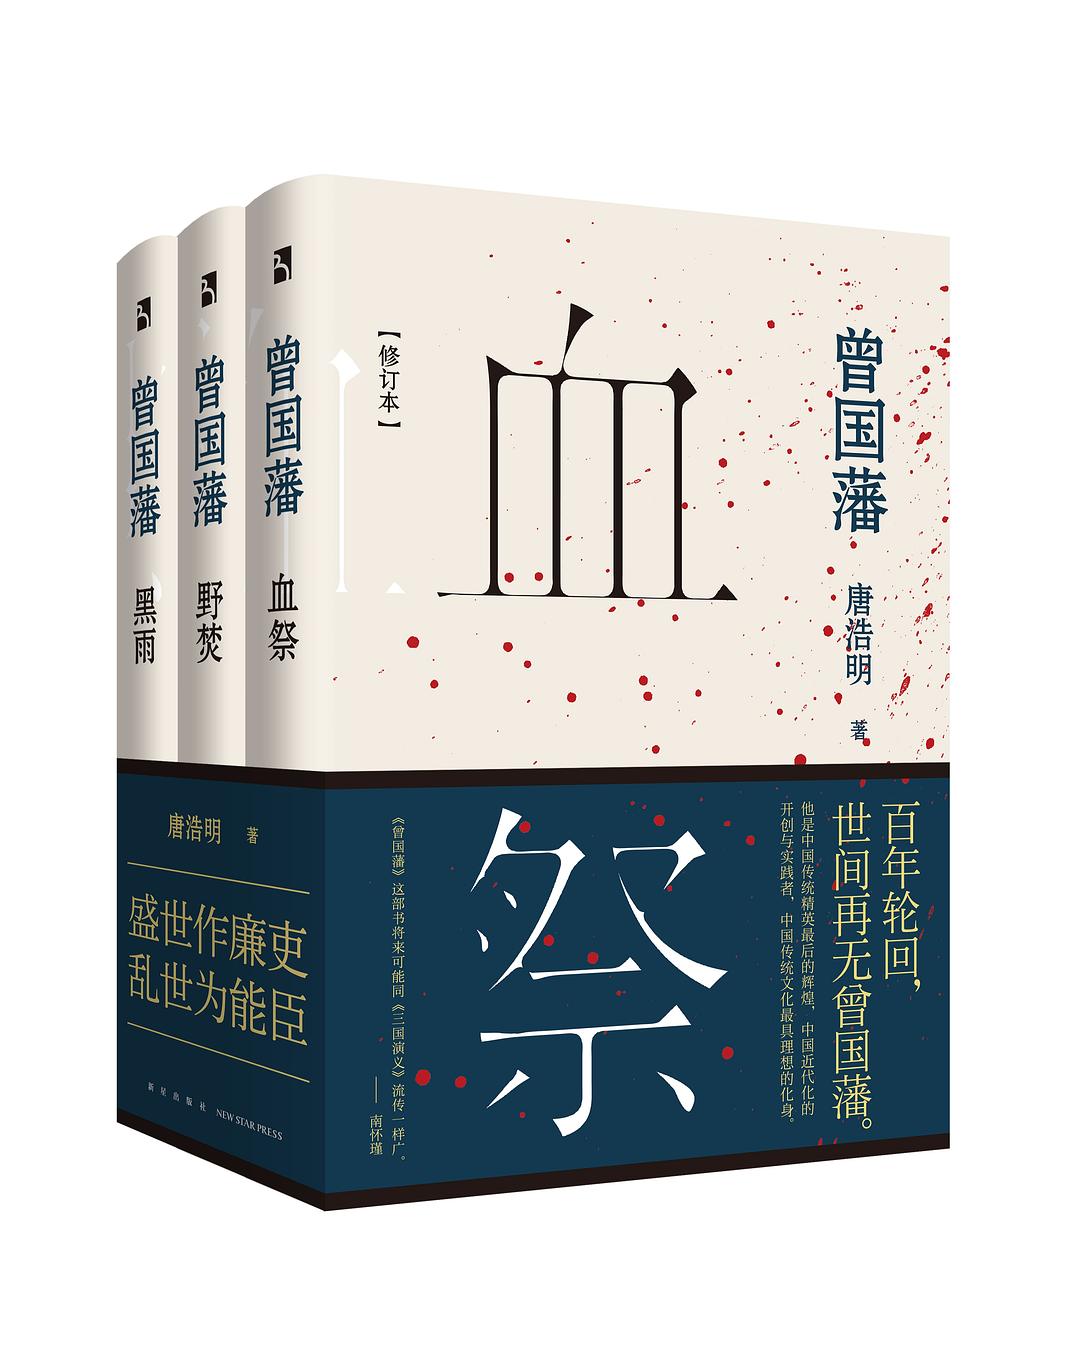 曾国藩
黑雨
曾国藩
野焚
曾国藩
血祭
唐浩明 著
盛世作廉吏
乱世为能臣
新星出版社 NEW STAR PRESS
曾国藩
唐浩明 著
血
祭
【修订本】
百年轮回，
世间再无曾国藩。
他是中国传统精英最后的辉煌，中国近代化的
开创与实践者，中国传统文化最具理想的化身。
《曾国藩》这部书将来可能同《三国演义》流传一样广。
——南怀瑾